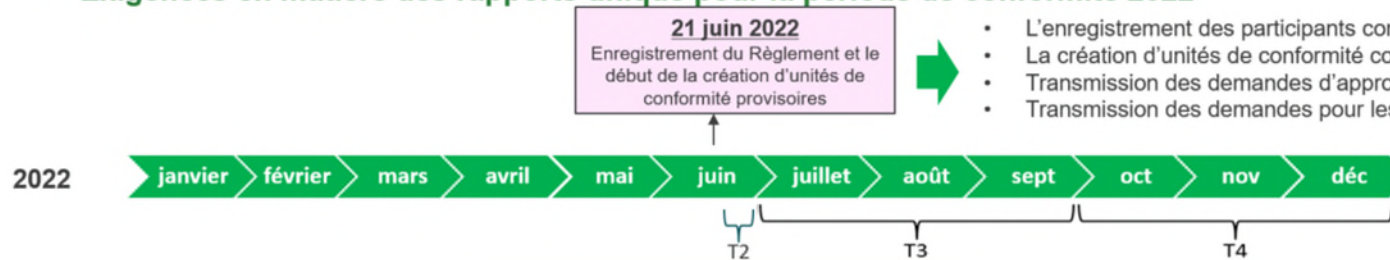 21 juin 2022
Enregistrement du Règlement et le
début de la création d'unités de
conformité provisoires
• L'enregistrement des participants
• La création d'unités de conformité
• Transmission des demandes
• Transmission des demandes pour
2022
janvier février mars avril mai juin juillet août sept oct nov déc
T2 T3 T4